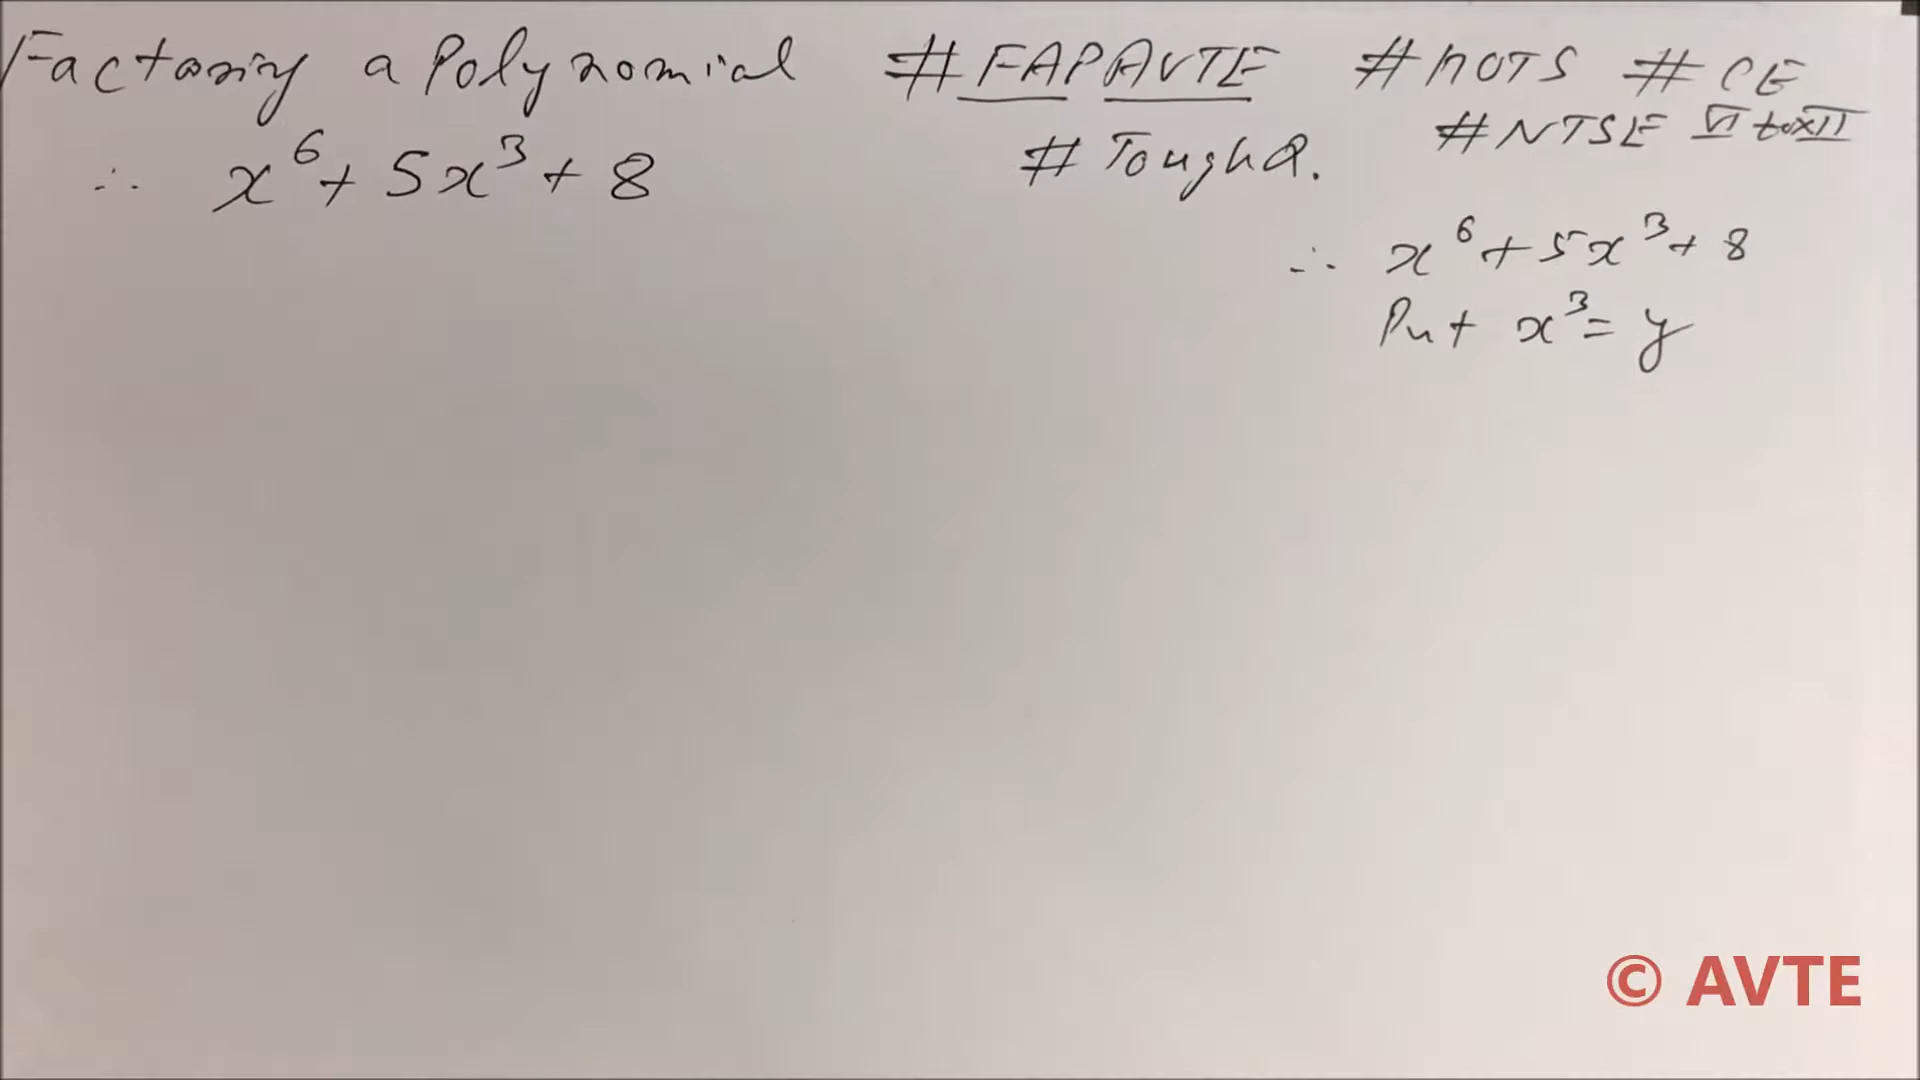 Factoring a Polynomial #FAPAVTE #HOTS #CE
#NTSE VI to XII
∴ x⁶ + 5x³ + 8 #ToughQ.
∴ x⁶ + 5x³ + 8
Put x³ = y
© AVTE